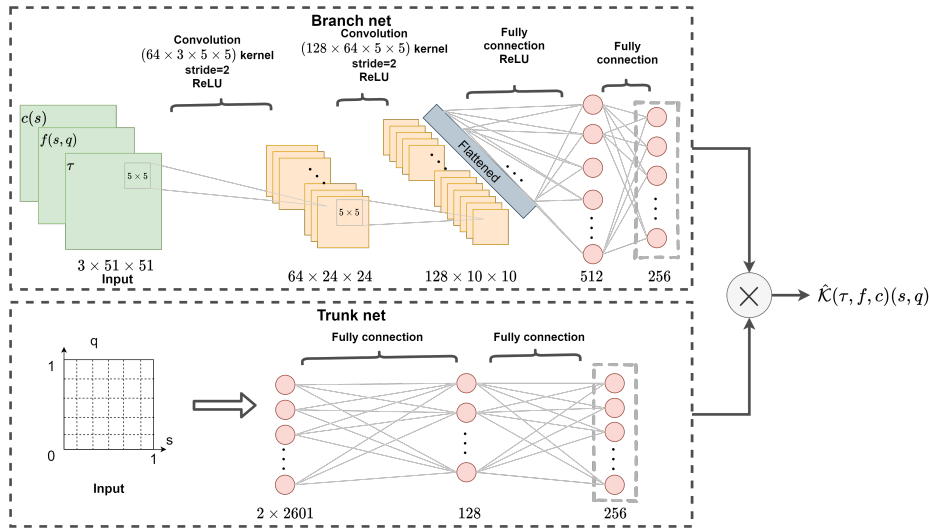 Branch net
Convolution
(64 × 3 × 5 × 5) kernel
stride=2
ReLU
Convolution
(128 × 64 × 5 × 5) kernel
stride=2
ReLU
Fully
connection
ReLU
Fully
connection
c(s)
f(s, q)
τ
5 × 5
5 × 5
Flattened
3 × 51 × 51
Input
64 × 24 × 24
128 × 10 × 10
512
256
×
𝒦̂(τ, f, c)(s, q)
Trunk net
Fully connection
Fully connection
q
1
0
1
s
Input
2 × 2601
128
256